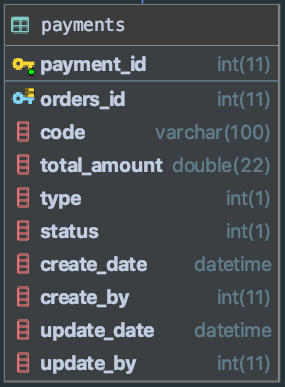 payments
payment_id int(11)
orders_id int(11)
code varchar(100)
total_amount double(22)
type int(1)
status int(1)
create_date datetime
create_by int(11)
update_date datetime
update_by int(11)